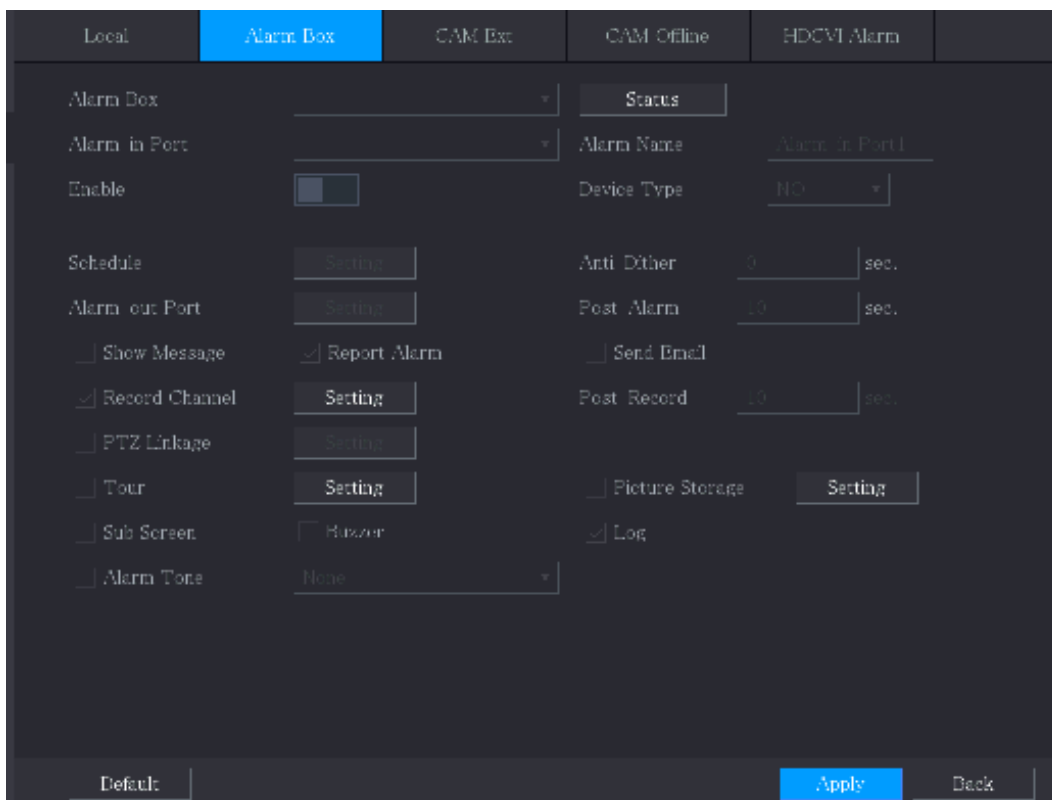 Local Alarm Box CAM Ext CAM Offline HDCVI Alarm
Alarm Box Status
Alarm in Port Alarm Name Alarm in Port1
Enable Device Type NO
Schedule Setting Anti Dither 0 sec.
Alarm out Port Setting Post Alarm 10 sec.
Show Message Report Alarm Send Email
Record Channel Setting Post Record 10 sec.
PTZ Linkage Setting
Tour Setting Picture Storage Setting
Sub Screen Buzzer Log
Alarm Tone None
Default Apply Back